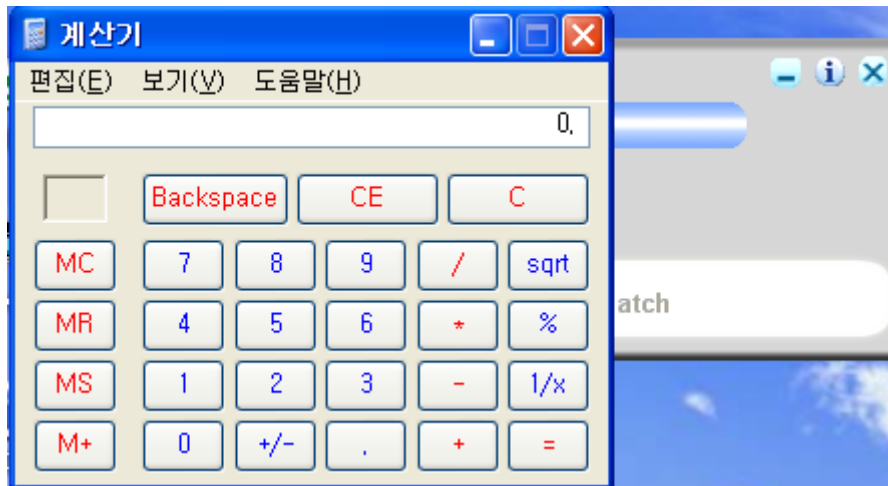 계산기
편집(E) 보기(V) 도움말(H)
0.
Backspace CE C
MC 7 8 9 / sqrt
MR 4 5 6 * %
MS 1 2 3 - 1/x
M+ 0 +/- . + =
atch